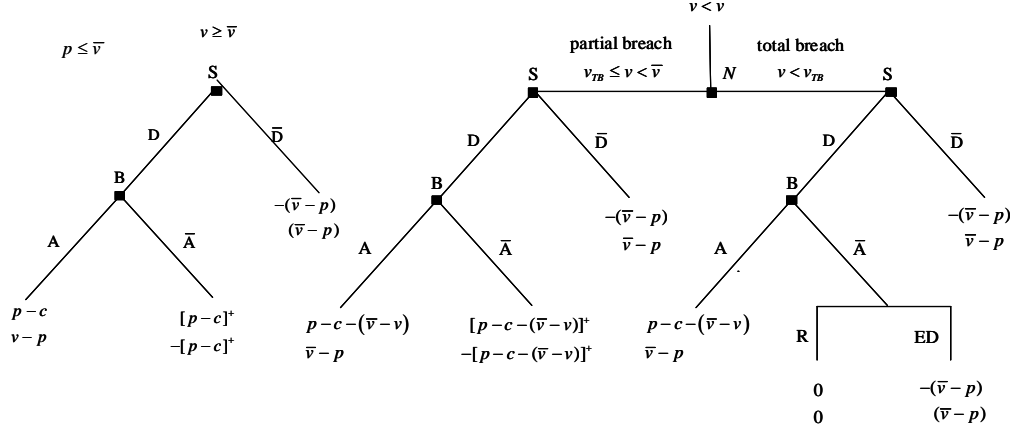 v < v
p ≤ v̅
v ≥ v̅
partial breach
total breach
v_TB ≤ v < v̅
N
v < v_TB
S
S
S
D
D̅
D
D̅
D
D̅
B
B
B
−(v̅ − p)
(v̅ − p)
−(v̅ − p)
v̅ − p
−(v̅ − p)
v̅ − p
A
A̅
A
A̅
A
A̅
p − c
v − p
[p − c]⁺
−[p − c]⁺
p − c − (v̅ − v)
v̅ − p
[p − c − (v̅ − v)]⁺
−[p − c − (v̅ − v)]⁺
p − c − (v̅ − v)
v̅ − p
R
ED
0
0
−(v̅ − p)
(v̅ − p)